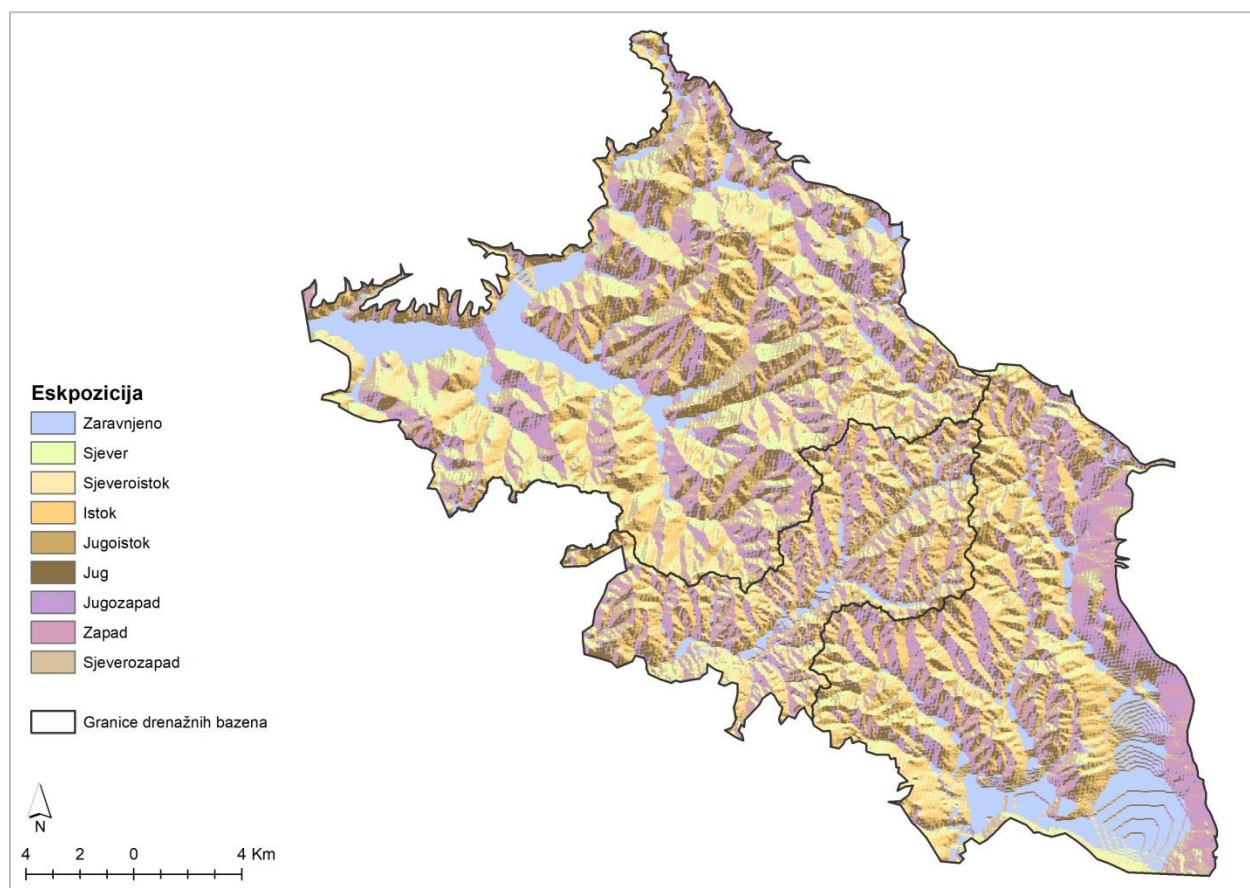 Eskpozicija
Zaravnjeno
Sjever
Sjeveroistok
Istok
Jugoistok
Jug
Jugozapad
Zapad
Sjeverozapad
Granice drenažnih bazena
N
4 2 0 4 Km